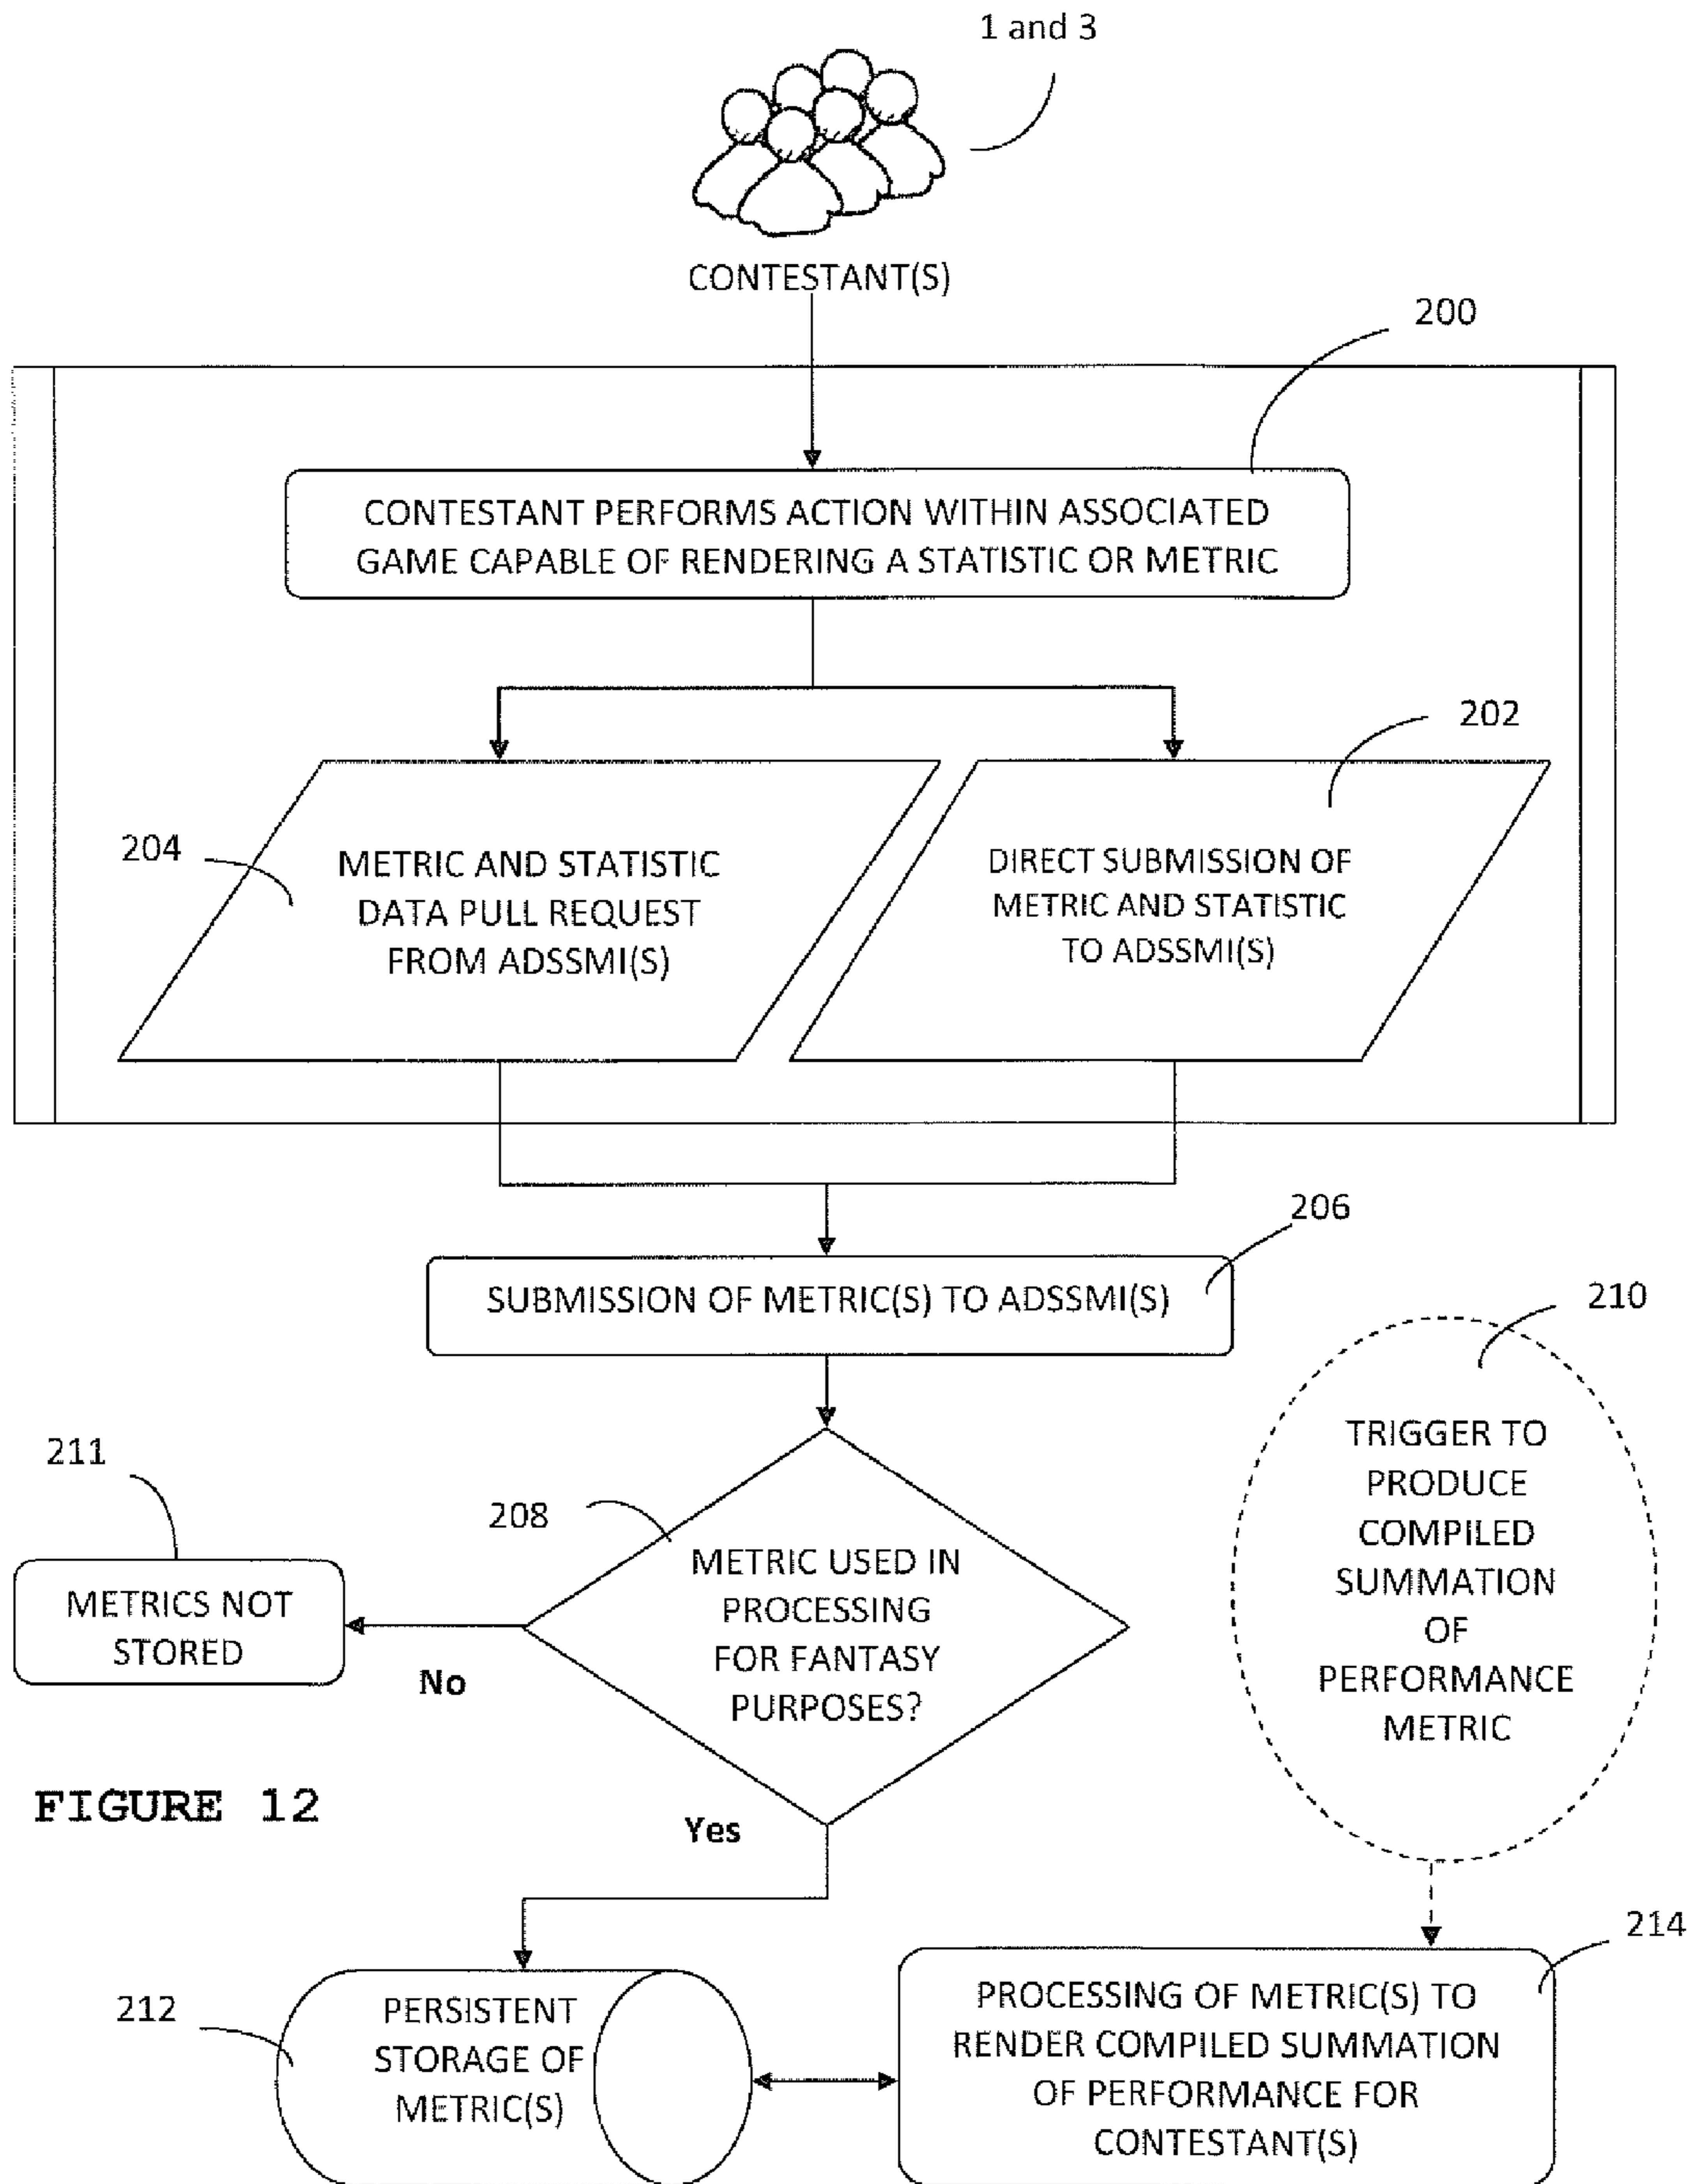 1 and 3
CONTESTANT(S)
200
CONTESTANT PERFORMS ACTION WITHIN ASSOCIATED
GAME CAPABLE OF RENDERING A STATISTIC OR METRIC
202
204
METRIC AND STATISTIC
DATA PULL REQUEST
FROM ADSSMI(S)
DIRECT SUBMISSION OF
METRIC AND STATISTIC
TO ADSSMI(S)
206
SUBMISSION OF METRIC(S) TO ADSSMI(S)
210
TRIGGER TO
PRODUCE
COMPILED
SUMMATION
OF
PERFORMANCE
METRIC
211
208
METRIC USED IN
PROCESSING
FOR FANTASY
PURPOSES?
METRICS NOT
STORED
No
FIGURE 12
Yes
214
212
PERSISTENT
STORAGE OF
METRIC(S)
PROCESSING OF METRIC(S) TO
RENDER COMPILED SUMMATION
OF PERFORMANCE FOR
CONTESTANT(S)